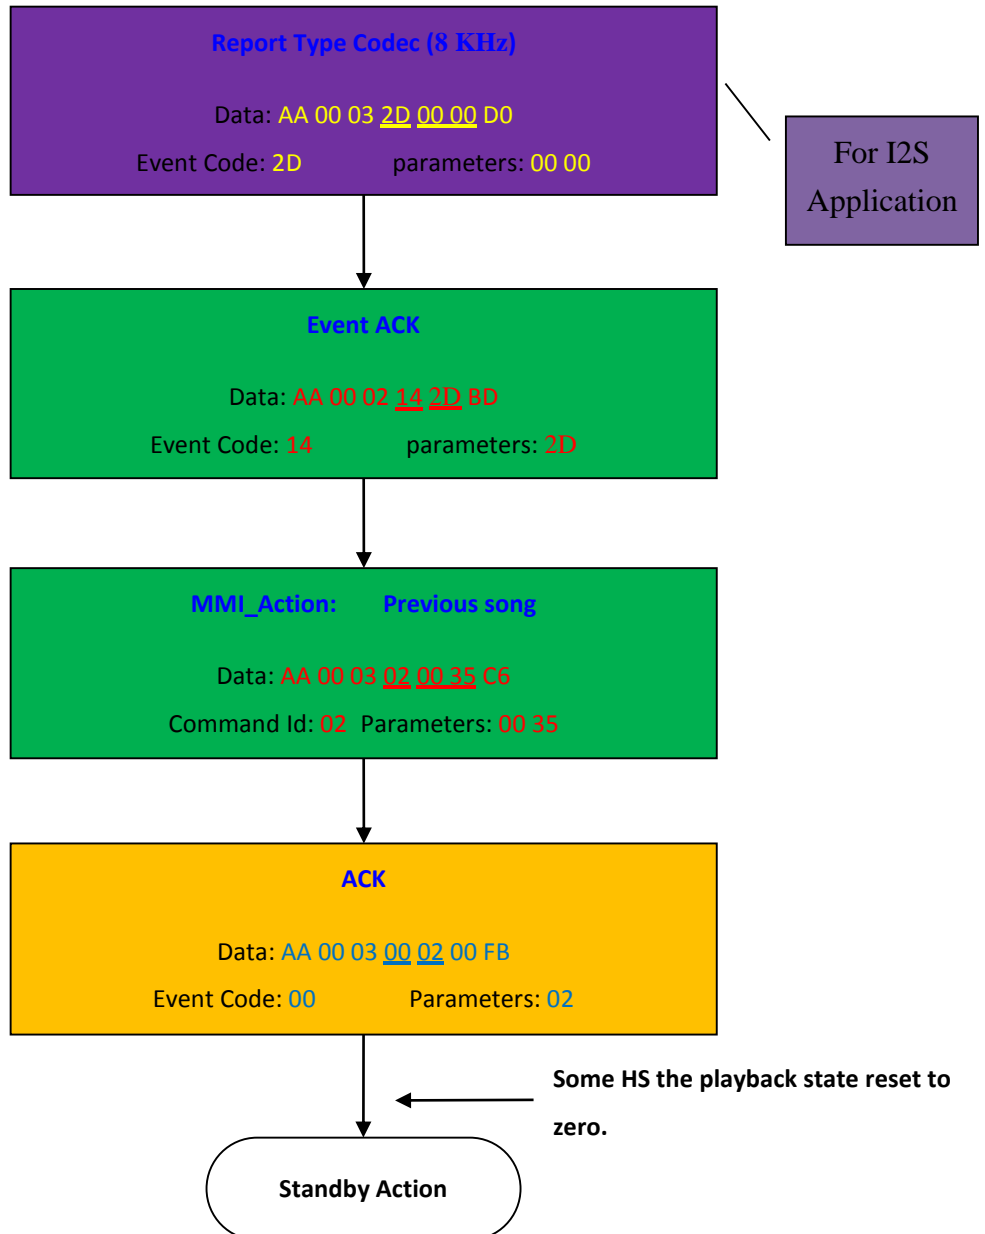 Report Type Codec (8 KHz)
Data: AA 00 03 2D 00 00 D0
Event Code: 2D parameters: 00 00
For I2S
Application
Event ACK
Data: AA 00 02 14 2D BD
Event Code: 14 parameters: 2D
MMI_Action: Previous song
Data: AA 00 03 02 00 35 C6
Command Id: 02 Parameters: 00 35
ACK
Data: AA 00 03 00 02 00 FB
Event Code: 00 Parameters: 02
Some HS the playback state reset to
zero.
Standby Action